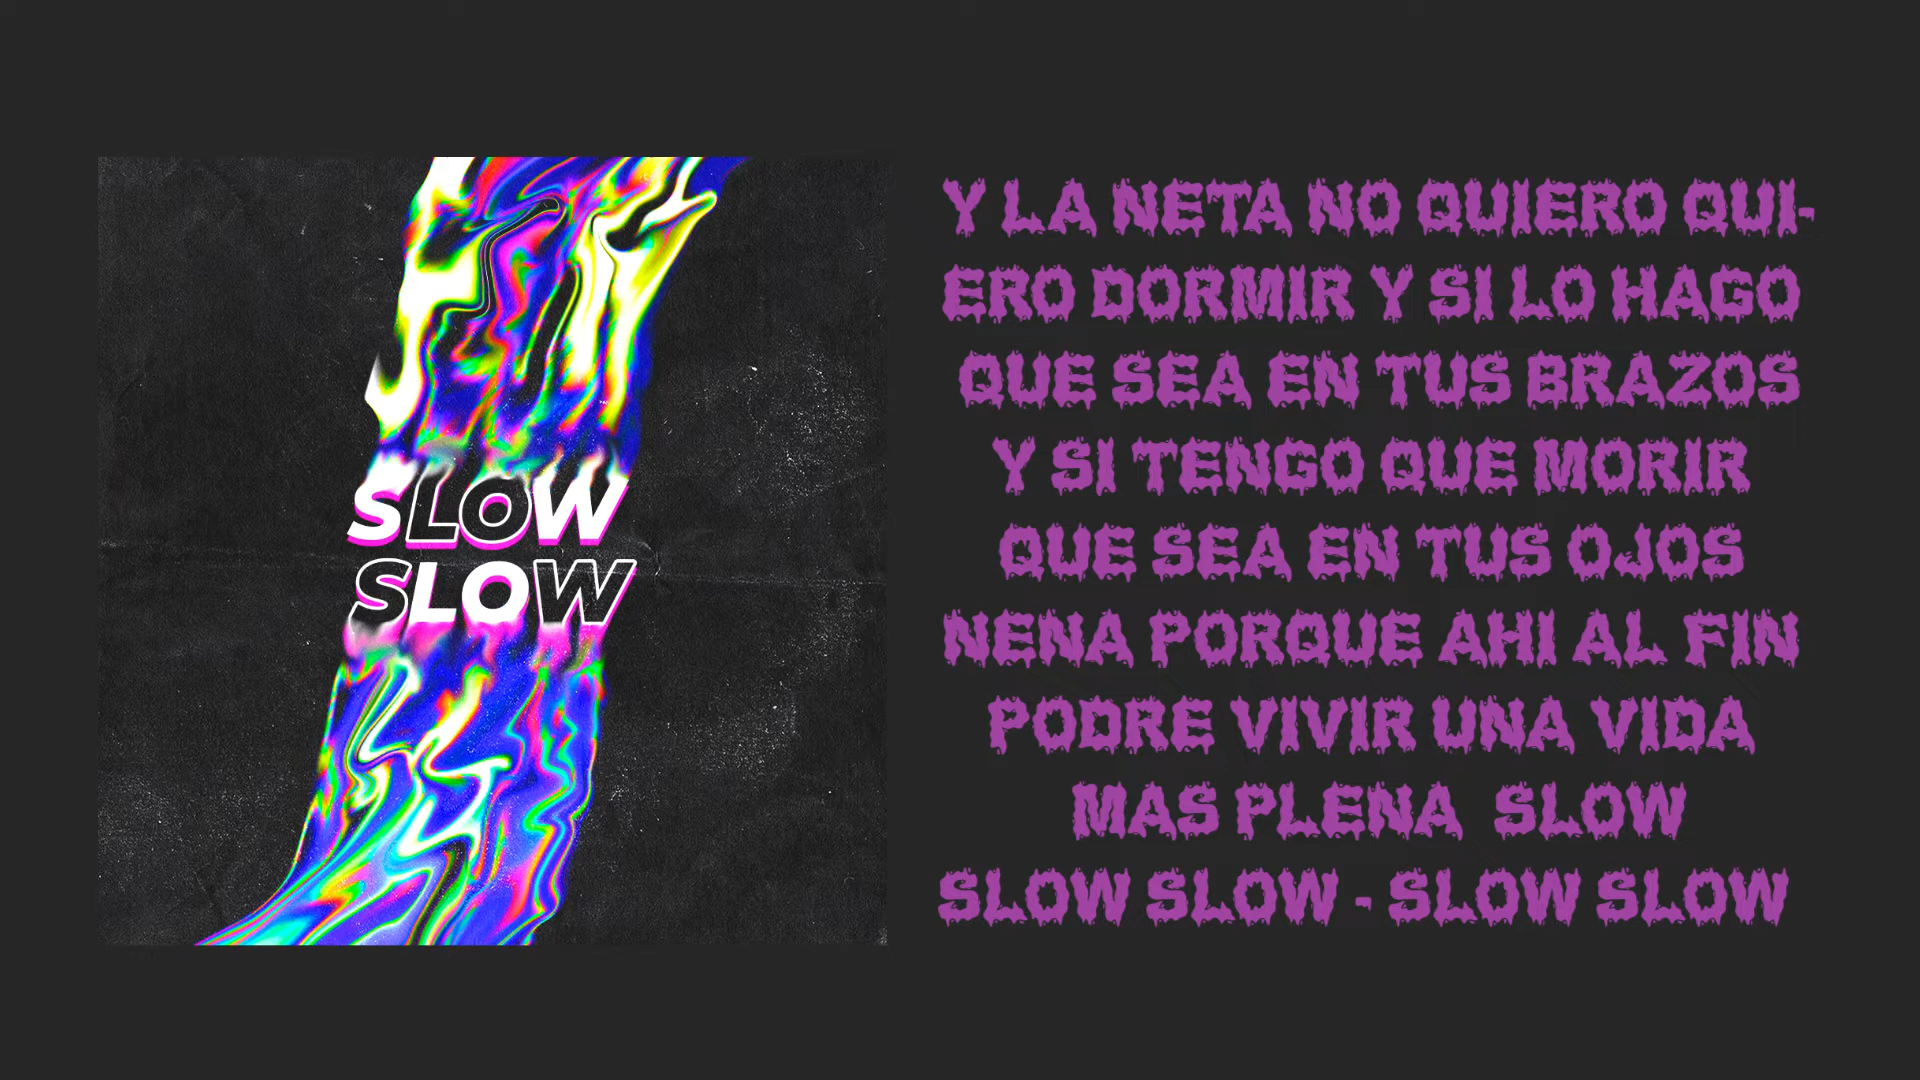 SLOW
SLOW
Y LA NETA NO QUIERO QUI-
ERO DORMIR Y SI LO HAGO
QUE SEA EN TUS BRAZOS
Y SI TENGO QUE MORIR
QUE SEA EN TUS OJOS
NENA PORQUE AHI AL FIN
PODRE VIVIR UNA VIDA
MAS PLENA SLOW
SLOW SLOW - SLOW SLOW